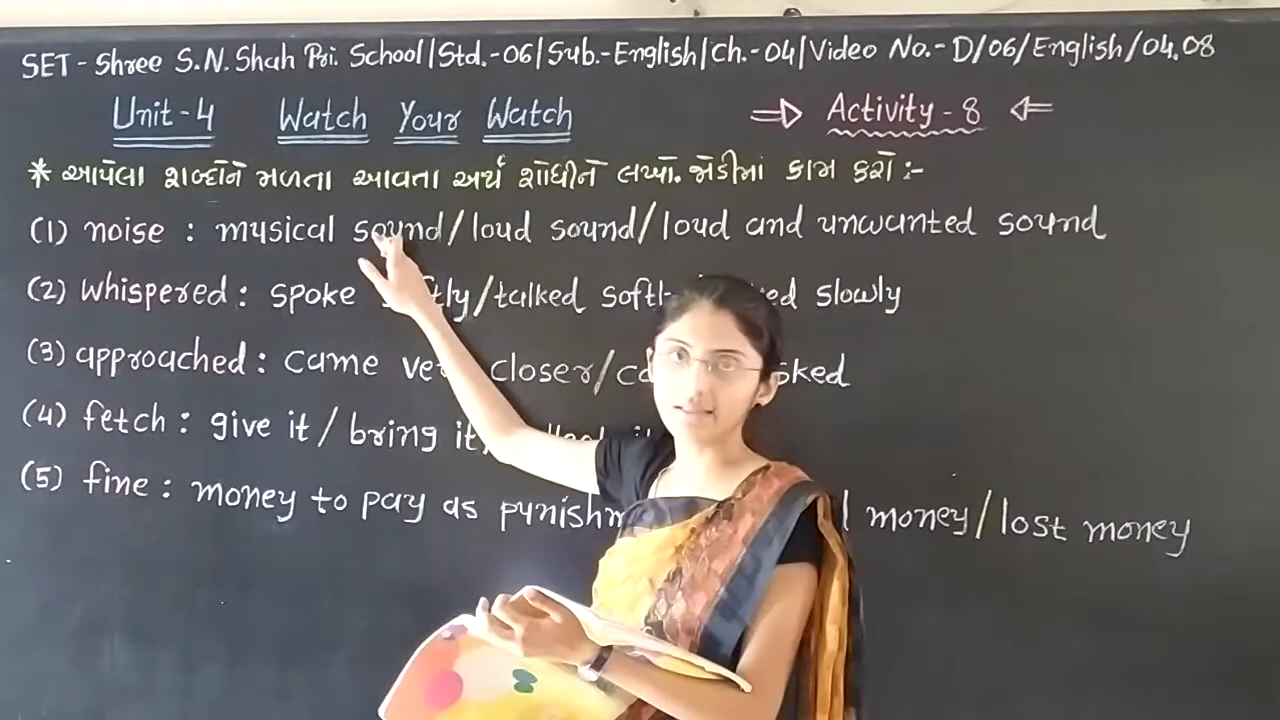 SET - Shree S.N. Shah Pri. School | Std.-06 | Sub.-English | Ch.-04 | Video No.- D/06/English/04.08
Unit-4 Watch Your Watch ⇒ Activity-8 ⇐
* આપેલા શબ્દોને મળતા આવતા અર્થ શોધીને લખો. જોડીમાં કામ કરો :-
(1) noise : musical sound/loud sound/loud and unwanted sound
(2) whispered : spoke /talked slowly
(3) approached : came closer/
(4) fetch : give it / bring it
(5) fine : money to pay as money/lost money